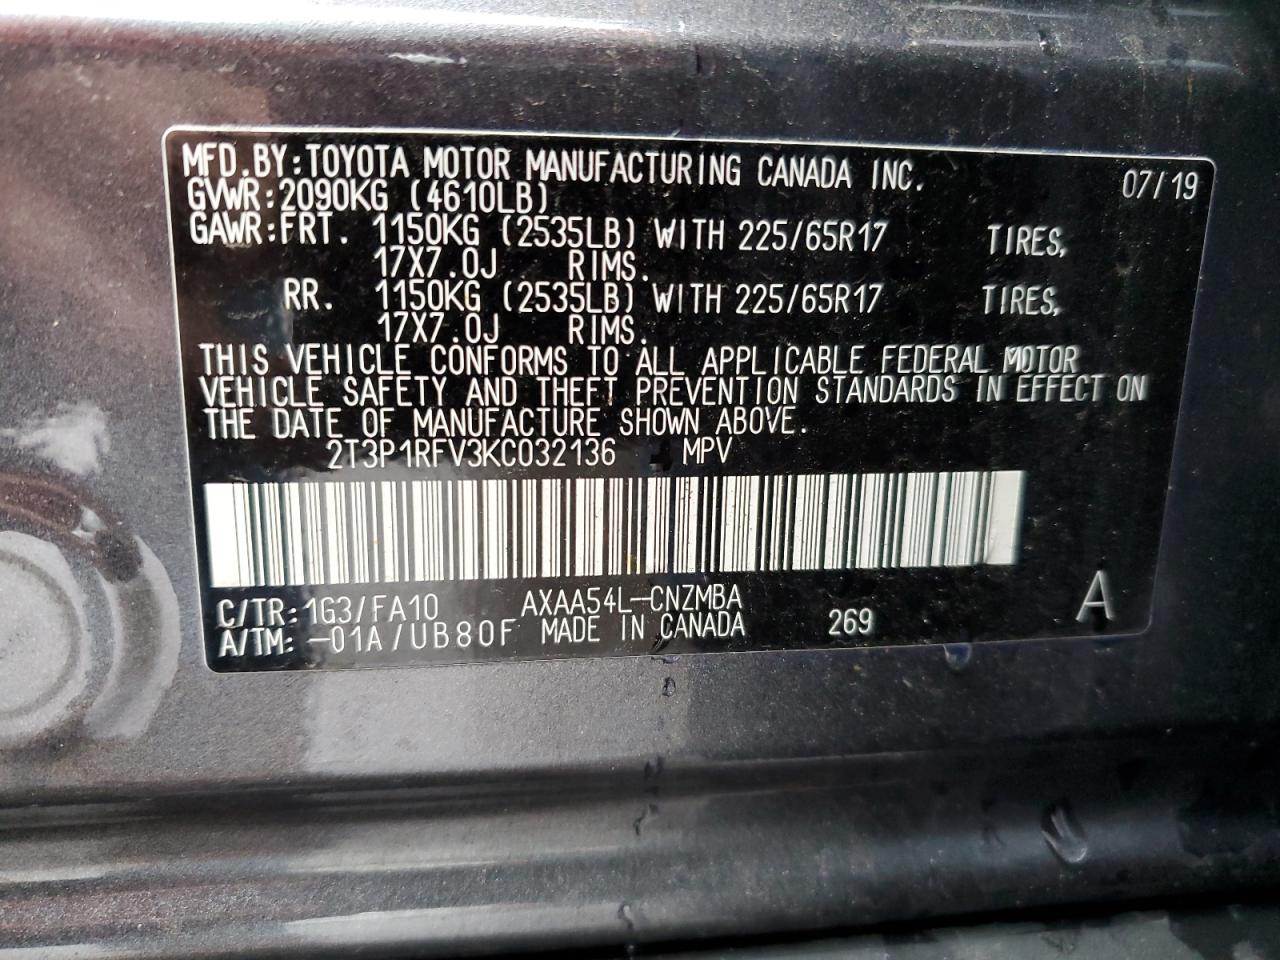 MFD.BY:TOYOTA MOTOR MANUFACTURING CANADA INC. 07/19
GVWR:2090KG (4610LB)
GAWR:FRT. 1150KG (2535LB) WITH 225/65R17 TIRES,
17X7.0J RIMS.
RR. 1150KG (2535LB) WITH 225/65R17 TIRES,
17X7.0J RIMS.
THIS VEHICLE CONFORMS TO ALL APPLICABLE FEDERAL MOTOR
VEHICLE SAFETY AND THEFT PREVENTION STANDARDS IN EFFECT ON
THE DATE OF MANUFACTURE SHOWN ABOVE.
2T3P1RFV3KC032136 MPV
C/TR:1G3/FA10 AXAA54L-CNZMBA A
A/TM:-01A/UB80F MADE IN CANADA 269